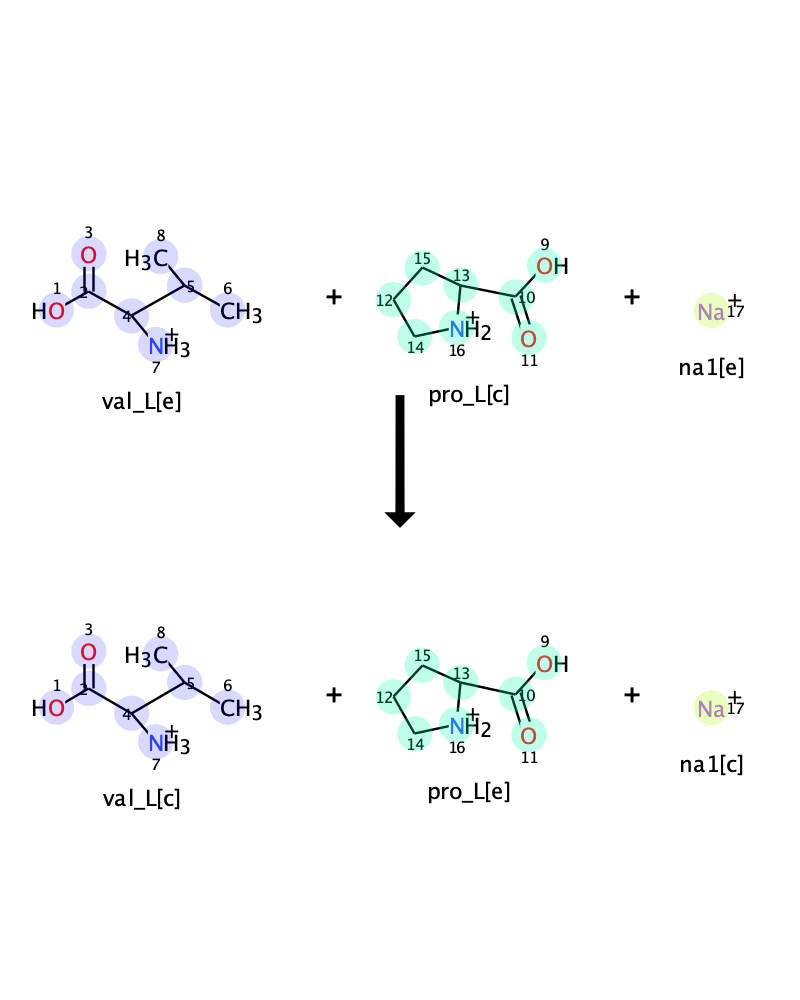 3 8
H3C
O
1 2 5 6
HO 4 CH3
+
NH3
7
val_L[e]
+
9
15 13 OH
12 10
+
NH2 O
14 16 11
pro_L[c]
+
Na+
17
na1[e]
3 8
H3C
O
1 2 5 6
HO 4 CH3
+
NH3
7
val_L[c]
+
9
15 13 OH
12 10
+
NH2 O
14 16 11
pro_L[e]
+
Na+
17
na1[c]